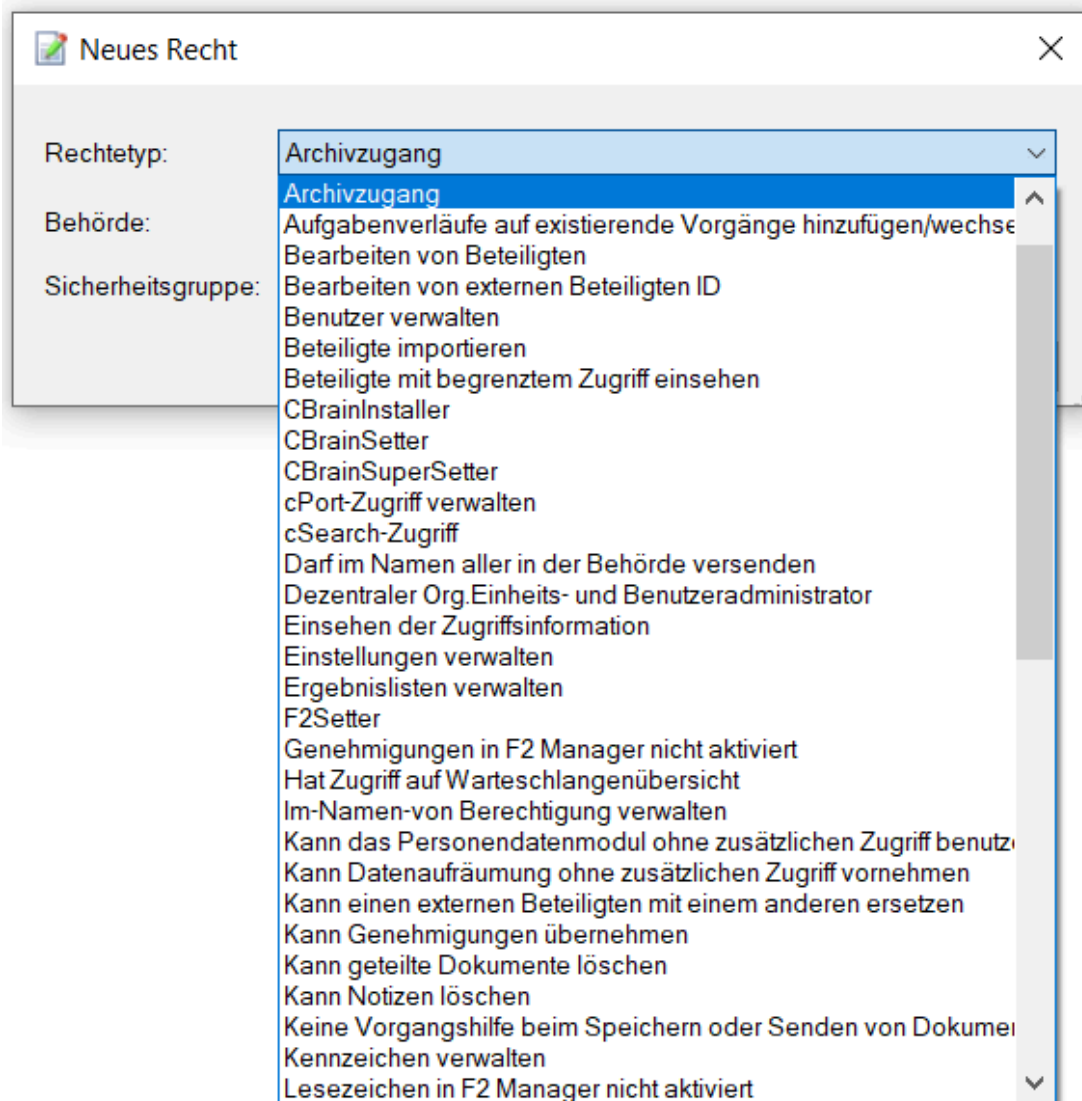 Neues Recht
Rechtetyp: Archivzugang
Archivzugang
Behörde:
Aufgabenverläufe auf existierende Vorgänge hinzufügen/wechse
Bearbeiten von Beteiligten
Sicherheitsgruppe:
Bearbeiten von externen Beteiligten ID
Benutzer verwalten
Beteiligte importieren
Beteiligte mit begrenztem Zugriff einsehen
CBrainInstaller
CBrainSetter
CBrainSuperSetter
cPort-Zugriff verwalten
cSearch-Zugriff
Darf im Namen aller in der Behörde versenden
Dezentraler Org.Einheits- und Benutzeradministrator
Einsehen der Zugriffsinformation
Einstellungen verwalten
Ergebnislisten verwalten
F2Setter
Genehmigungen in F2 Manager nicht aktiviert
Hat Zugriff auf Warteschlangenübersicht
Im-Namen-von Berechtigung verwalten
Kann das Personendatenmodul ohne zusätzlichen Zugriff benutze
Kann Datenaufräumung ohne zusätzlichen Zugriff vornehmen
Kann einen externen Beteiligten mit einem anderen ersetzen
Kann Genehmigungen übernehmen
Kann geteilte Dokumente löschen
Kann Notizen löschen
Keine Vorgangshilfe beim Speichern oder Senden von Dokumen
Kennzeichen verwalten
Lesezeichen in F2 Manager nicht aktiviert